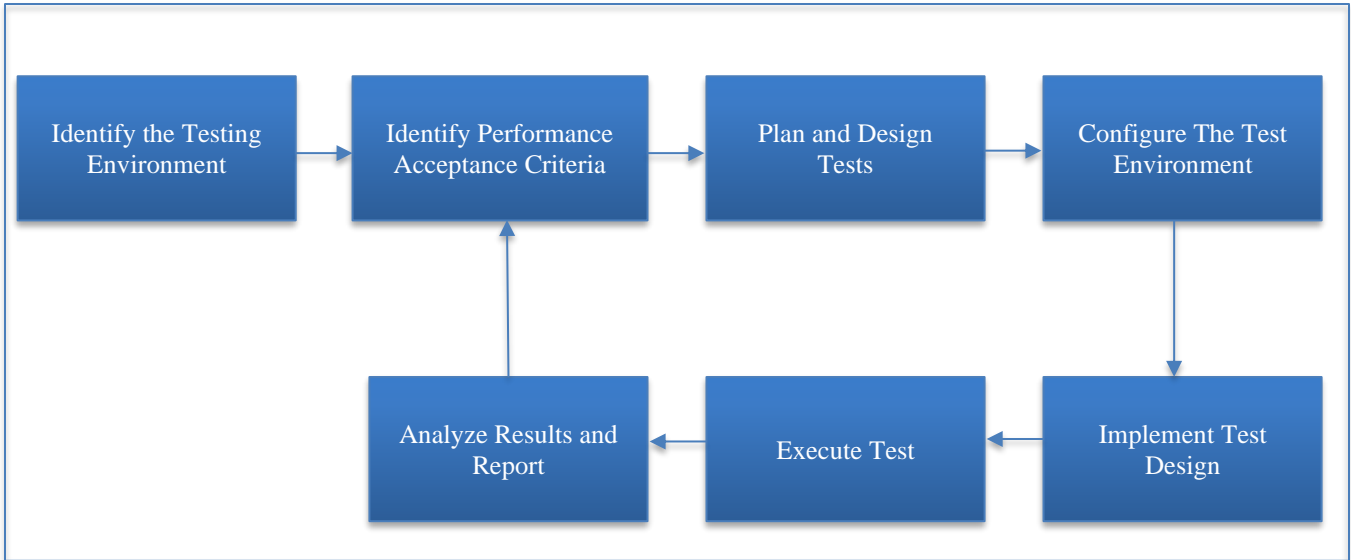 Identify the Testing
Environment
Identify Performance
Acceptance Criteria
Plan and Design
Tests
Configure The Test
Environment
Analyze Results and
Report
Execute Test
Implement Test
Design